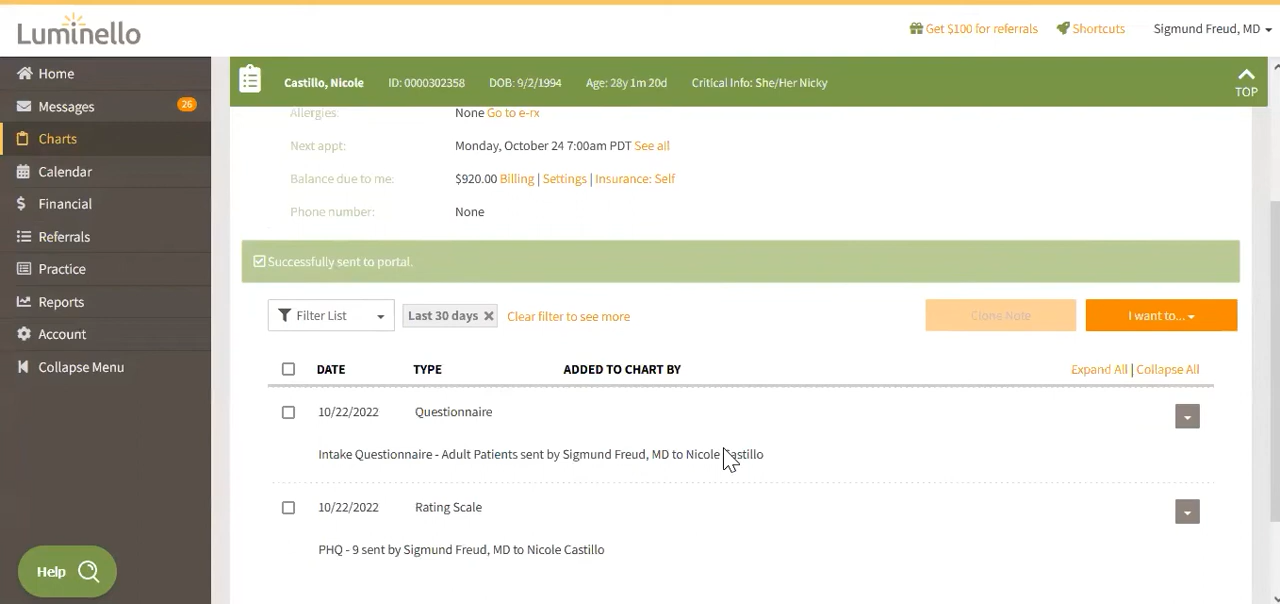 Luminello
Get $100 for referrals
Shortcuts
Sigmund Freud, MD
Home
Messages
26
Charts
Calendar
Financial
Referrals
Practice
Reports
Account
Collapse Menu
Help
Castillo, Nicole ID: 0000302358 DOB: 9/2/1994 Age: 28y 1m 20d Critical Info: She/Her Nicky
TOP
Allergies: None Go to e-rx
Next appt: Monday, October 24 7:00am PDT See all
Balance due to me: $920.00 Billing | Settings | Insurance: Self
Phone number: None
Successfully sent to portal.
Filter List Last 30 days Clear filter to see more Clone Note I want to...
DATE TYPE ADDED TO CHART BY Expand All | Collapse All
10/22/2022 Questionnaire
Intake Questionnaire - Adult Patients sent by Sigmund Freud, MD to Nicole Castillo
10/22/2022 Rating Scale
PHQ - 9 sent by Sigmund Freud, MD to Nicole Castillo